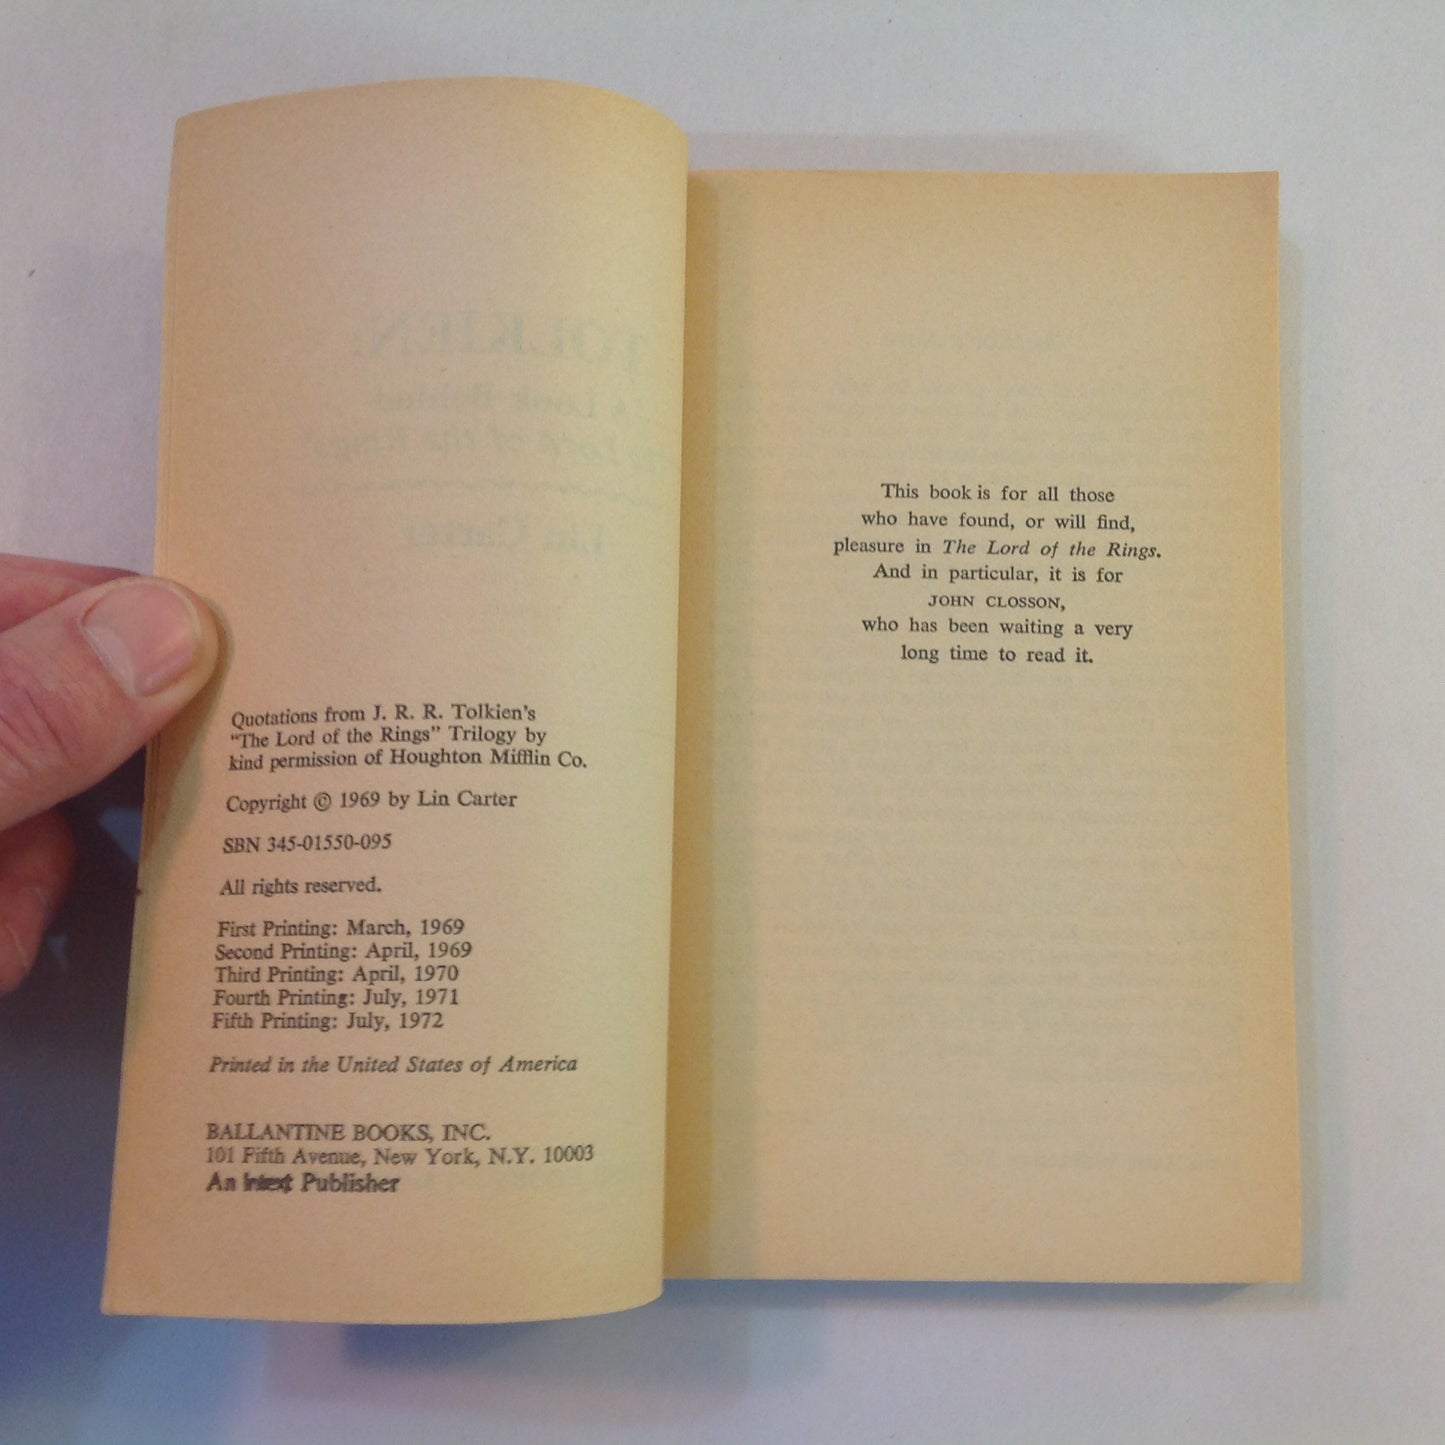 Quotations from J. R. R. Tolkien's
"The Lord of the Rings" Trilogy by
kind permission of Houghton Mifflin Co.
Copyright © 1969 by Lin Carter
SBN 345-01550-095
All rights reserved.
First Printing: March, 1969
Second Printing: April, 1969
Third Printing: April, 1970
Fourth Printing: July, 1971
Fifth Printing: July, 1972
Printed in the United States of America
BALLANTINE BOOKS, INC.
101 Fifth Avenue, New York, N.Y. 10003
An Intext Publisher
This book is for all those
who have found, or will find,
pleasure in The Lord of the Rings.
And in particular, it is for
JOHN CLOSSON,
who has been waiting a very
long time to read it.